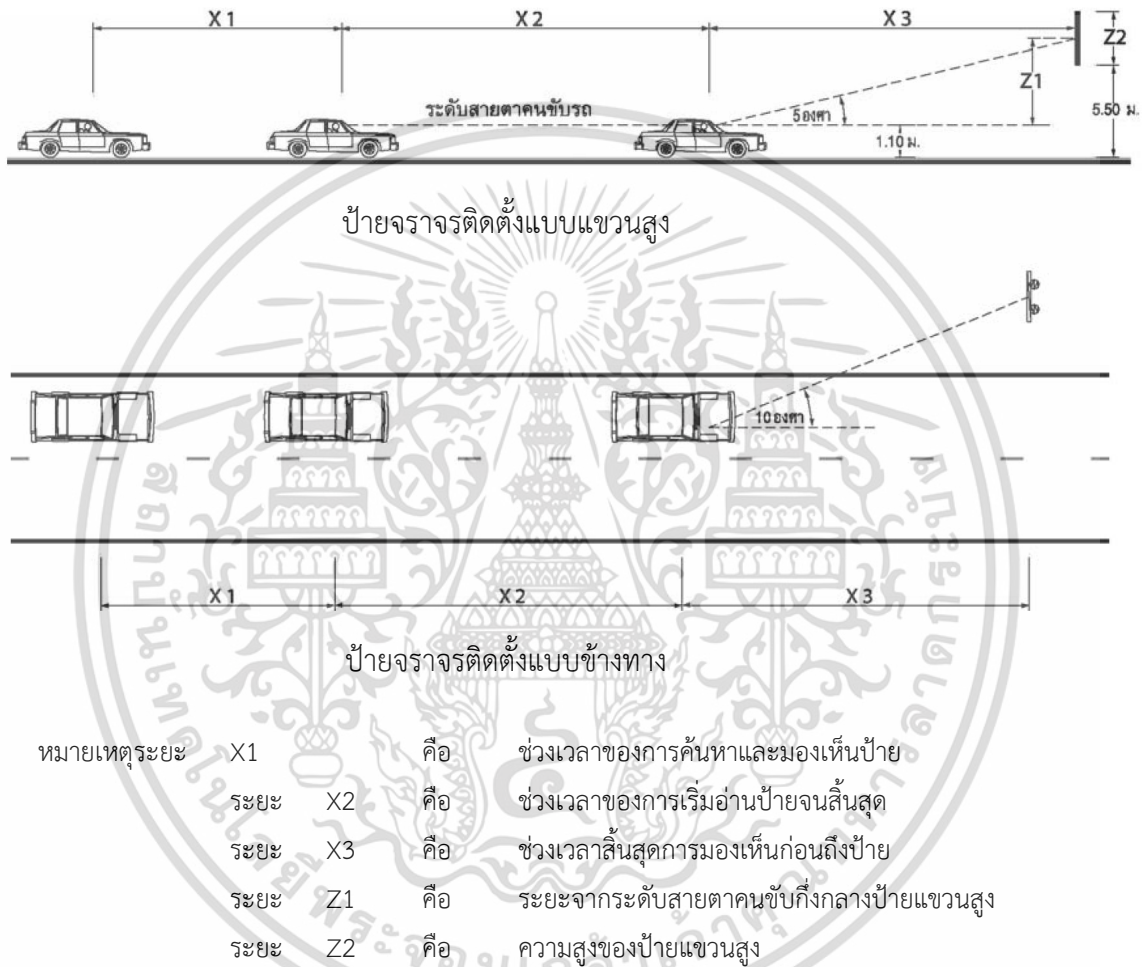 X 1 X 2 X 3
Z2
Z1
ระดับสายตาคนขับรถ
5องศา
5.50 ม.
1.10 ม.
ป้ายจราจรติดตั้งแบบแขวนสูง
10 องศา
X 1 X 2 X 3
ป้ายจราจรติดตั้งแบบข้างทาง
หมายเหตุระยะ X1 คือ ช่วงเวลาของการค้นหาและมองเห็นป้าย
ระยะ X2 คือ ช่วงเวลาของการเริ่มอ่านป้ายจนสิ้นสุด
ระยะ X3 คือ ช่วงเวลาสิ้นสุดการมองเห็นก่อนถึงป้าย
ระยะ Z1 คือ ระยะจากระดับสายตาคนขับกึ่งกลางป้ายแขวนสูง
ระยะ Z2 คือ ความสูงของป้ายแขวนสูง